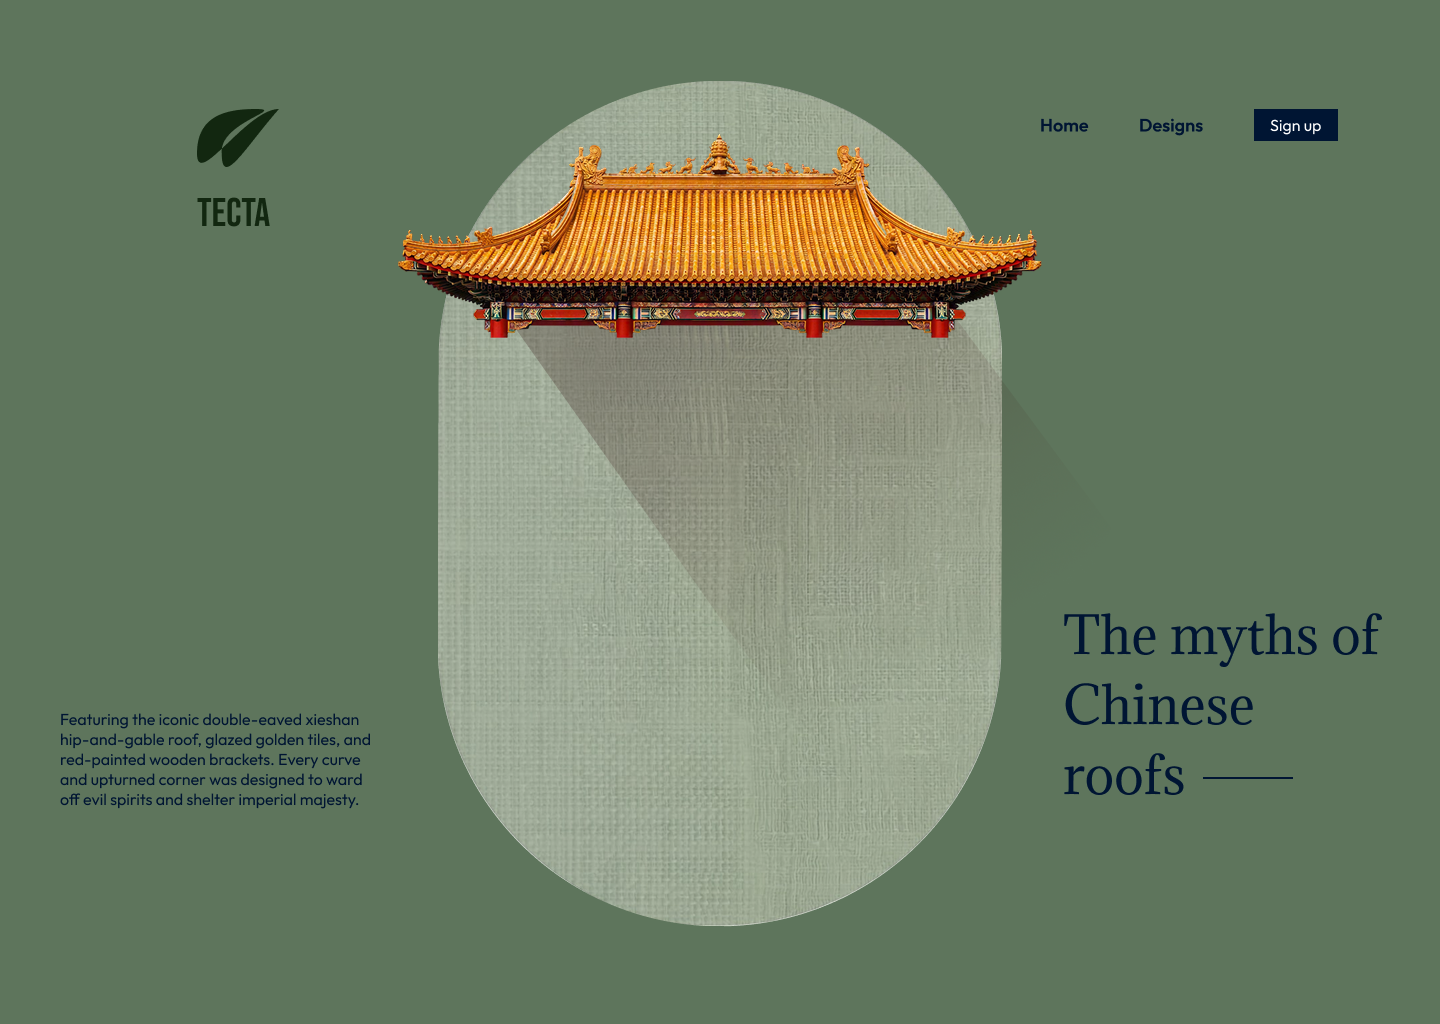 TECTA
Home
Designs
Sign up
The myths of
Chinese
roofs
Featuring the iconic double-eaved xieshan
hip-and-gable roof, glazed golden tiles, and
red-painted wooden brackets. Every curve
and upturned corner was designed to ward
off evil spirits and shelter imperial majesty.